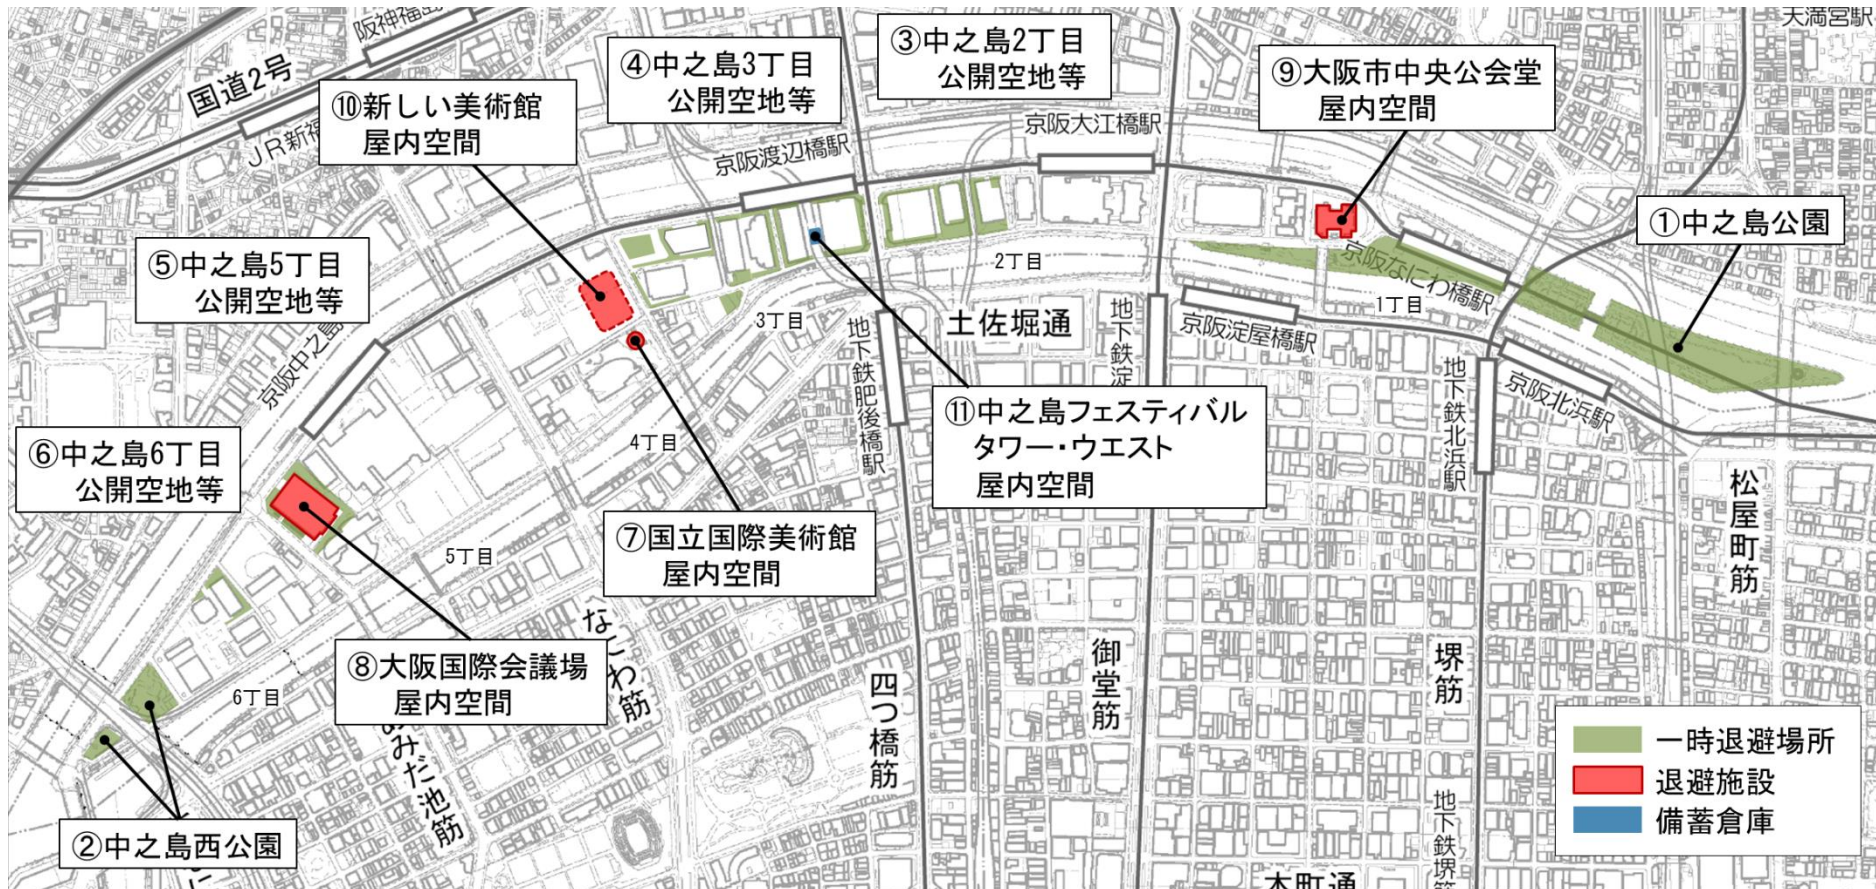 天満宮駅
阪神福島
国道2号
JR新福
③中之島2丁目
公開空地等
④中之島3丁目
公開空地等
⑨大阪市中央公会堂
屋内空間
⑩新しい美術館
屋内空間
京阪渡辺橋駅
京阪大江橋駅
①中之島公園
⑤中之島5丁目
公開空地等
京阪なにわ橋駅
2丁目
1丁目
3丁目
土佐堀通
京阪中之島
地下鉄肥後橋駅
地下鉄淀
京阪淀屋橋駅
地下鉄北浜駅
京阪北浜駅
⑪中之島フェスティバル
タワー・ウエスト
屋内空間
⑥中之島6丁目
公開空地等
4丁目
松屋町筋
⑦国立国際美術館
屋内空間
5丁目
なにわ筋
⑧大阪国際会議場
屋内空間
四つ橋筋
御堂筋
堺筋
6丁目
みだ池筋
②中之島西公園
に
地下鉄堺筋
本町通
一時退避場所
退避施設
備蓄倉庫